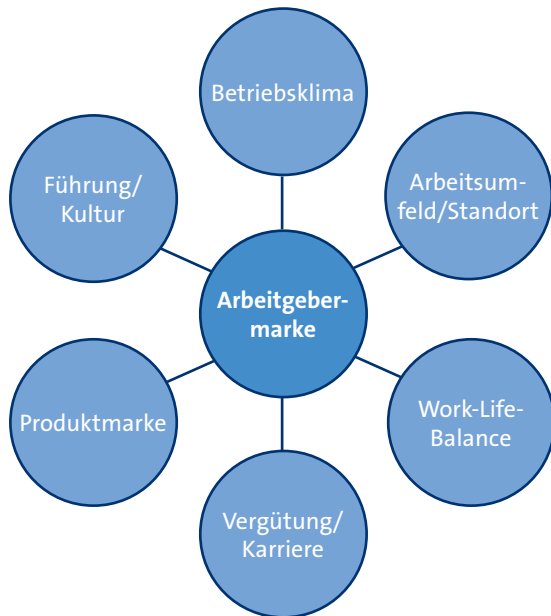 Betriebsklima
Führung/
Kultur
Arbeitsum-
feld/Standort
Arbeitgeber-
marke
Produktmarke
Work-Life-
Balance
Vergütung/
Karriere